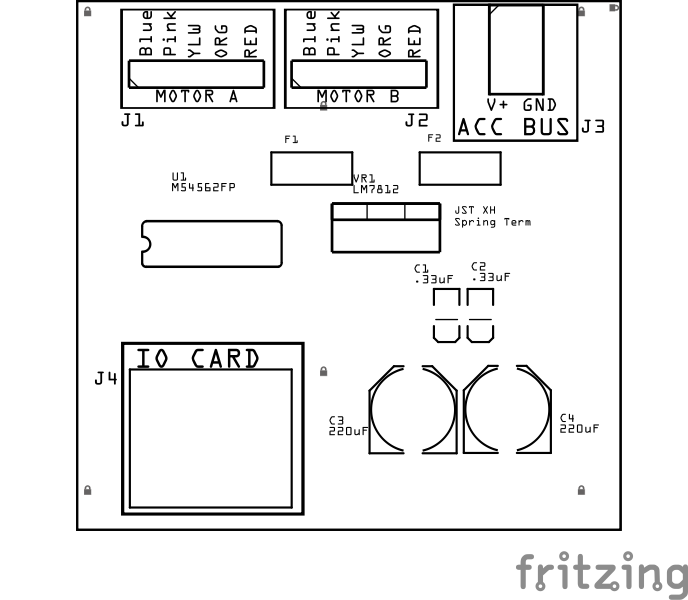 Blue
Pink
YLW
ORG
RED
MOTOR A
J1
Blue
Pink
YLW
ORG
RED
MOTOR B
J2
V+ GND
ACC BUS
J3
F1
F2
U1
M54562FP
VR1
LM7812
JST XH
Spring Term
C1
.33uF
C2
.33uF
IO CARD
J4
C3
220uF
C4
220uF
fritzing